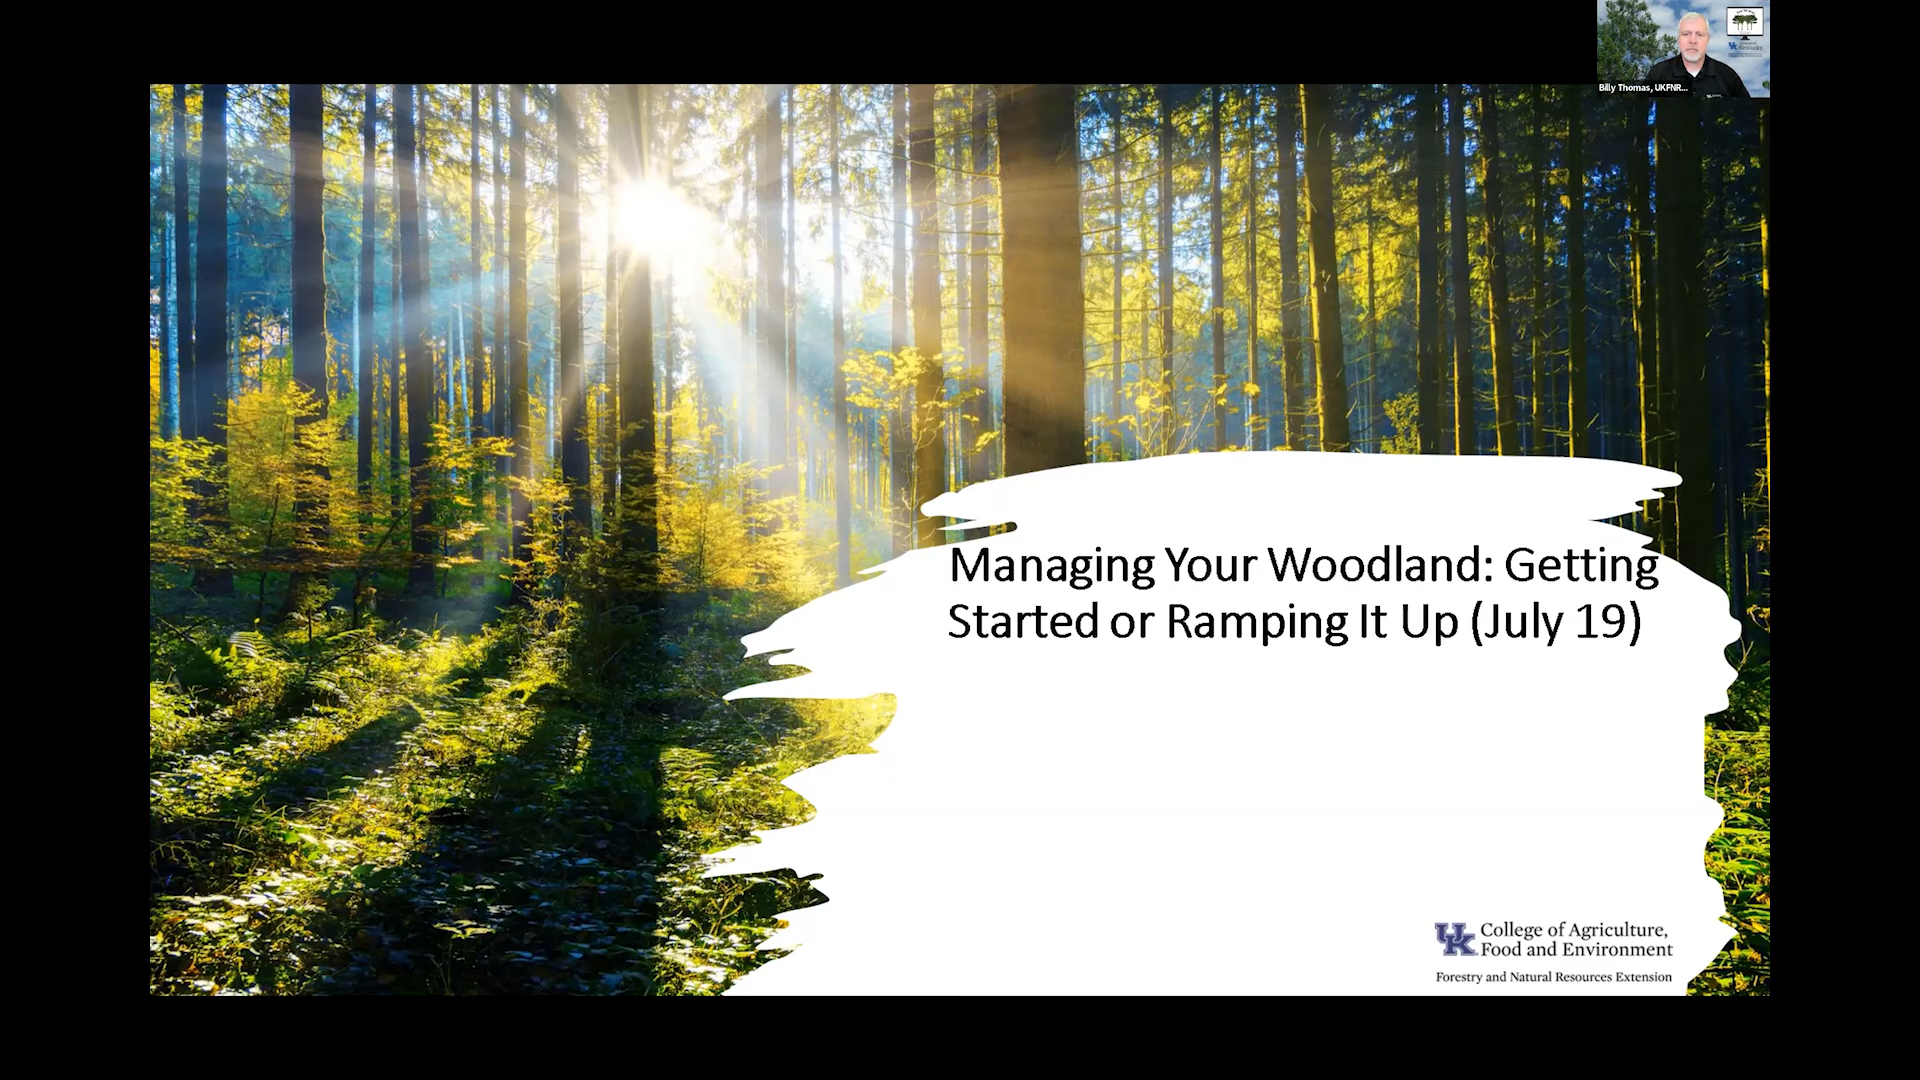 Billy Thomas, UKFNR...
Managing Your Woodland: Getting
Started or Ramping It Up (July 19)
UK College of Agriculture,
Food and Environment
Forestry and Natural Resources Extension